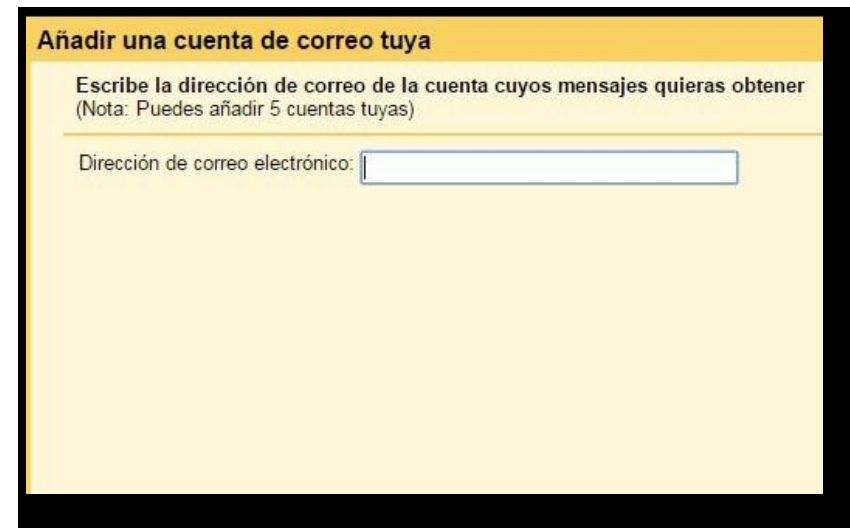 Añadir una cuenta de correo tuya
Escribe la dirección de correo de la cuenta cuyos mensajes quieras obtener
(Nota: Puedes añadir 5 cuentas tuyas)
Dirección de correo electrónico: